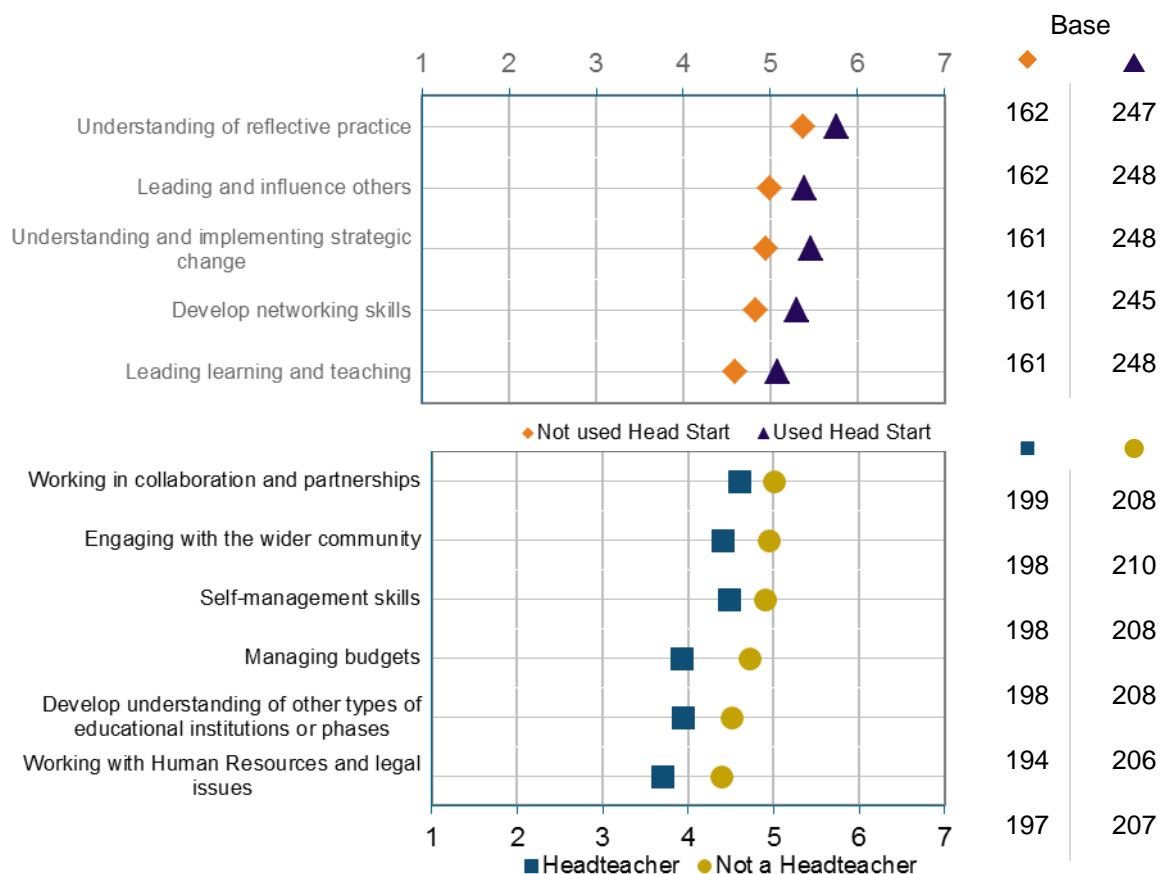 Base
1 2 3 4 5 6 7
Understanding of reflective practice
162 247
Leading and influence others
162 248
Understanding and implementing strategic
change
161 248
Develop networking skills
161 245
Leading learning and teaching
161 248
Not used Head Start Used Head Start
Working in collaboration and partnerships
199 208
Engaging with the wider community
198 210
Self-management skills
198 208
Managing budgets
198 208
Develop understanding of other types of
educational institutions or phases
194 206
Working with Human Resources and legal
issues
197 207
1 2 3 4 5 6 7
Headteacher Not a Headteacher